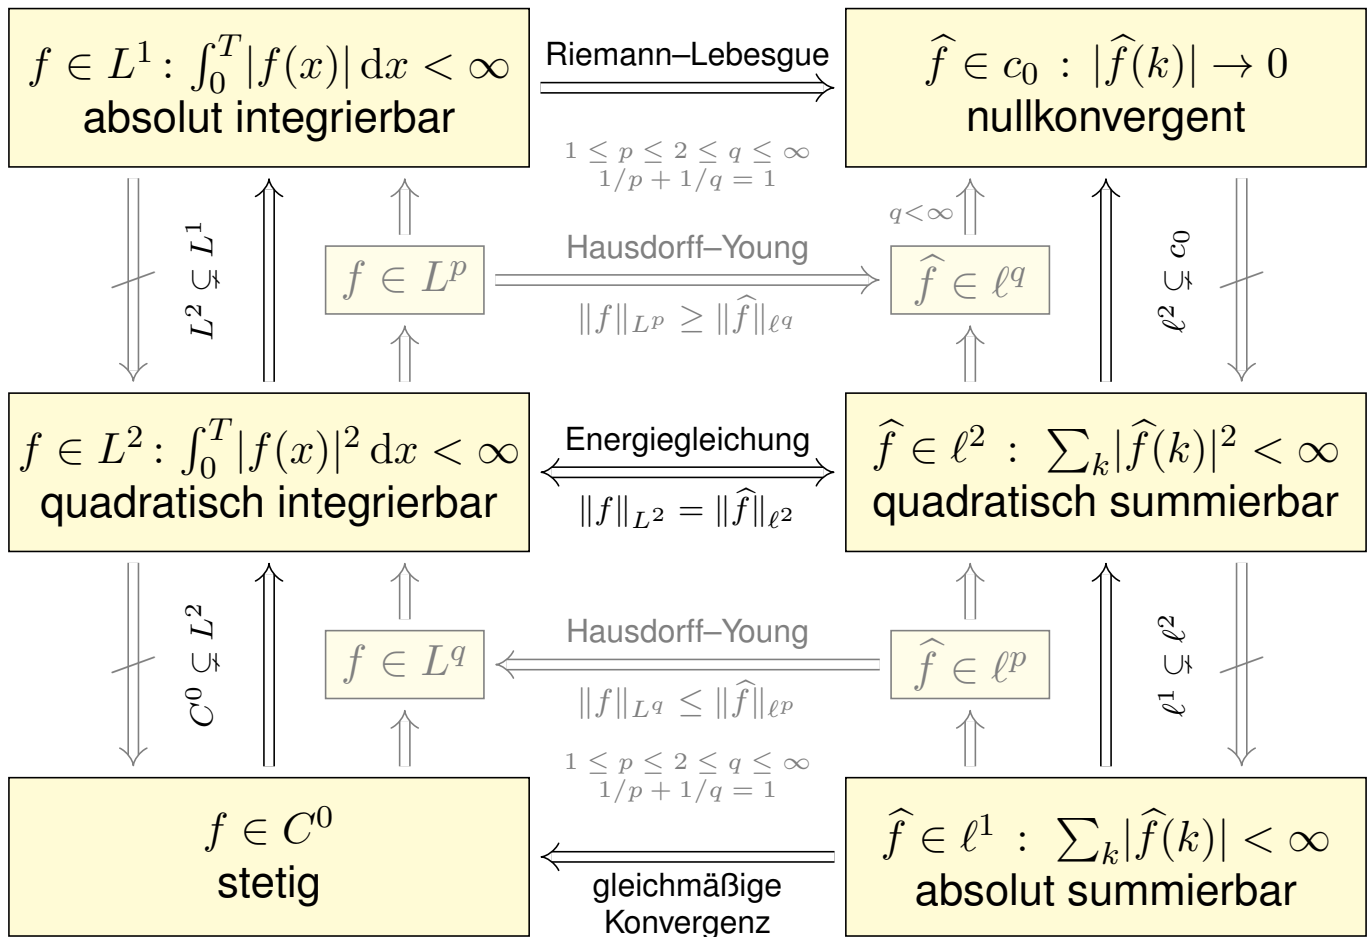 f ∈ L¹ : ∫₀ᵀ |f(x)| dx < ∞
absolut integrierbar
Riemann–Lebesgue
f̂ ∈ c₀ : |f̂(k)| → 0
nullkonvergent
1 ≤ p ≤ 2 ≤ q ≤ ∞
1/p + 1/q = 1
L² ⊊ L¹
f ∈ Lᵖ
Hausdorff–Young
‖f‖_{Lᵖ} ≥ ‖f̂‖_{ℓ^q}
q<∞
f̂ ∈ ℓ^q
ℓ² ⊊ c₀
f ∈ L² : ∫₀ᵀ |f(x)|² dx < ∞
quadratisch integrierbar
Energiegleichung
‖f‖_{L²} = ‖f̂‖_{ℓ²}
f̂ ∈ ℓ² : ∑ₖ|f̂(k)|² < ∞
quadratisch summierbar
C⁰ ⊊ L²
f ∈ L^q
Hausdorff–Young
‖f‖_{L^q} ≤ ‖f̂‖_{ℓᵖ}
f̂ ∈ ℓᵖ
ℓ¹ ⊊ ℓ²
1 ≤ p ≤ 2 ≤ q ≤ ∞
1/p + 1/q = 1
f ∈ C⁰
stetig
gleichmäßige
Konvergenz
f̂ ∈ ℓ¹ : ∑ₖ|f̂(k)| < ∞
absolut summierbar